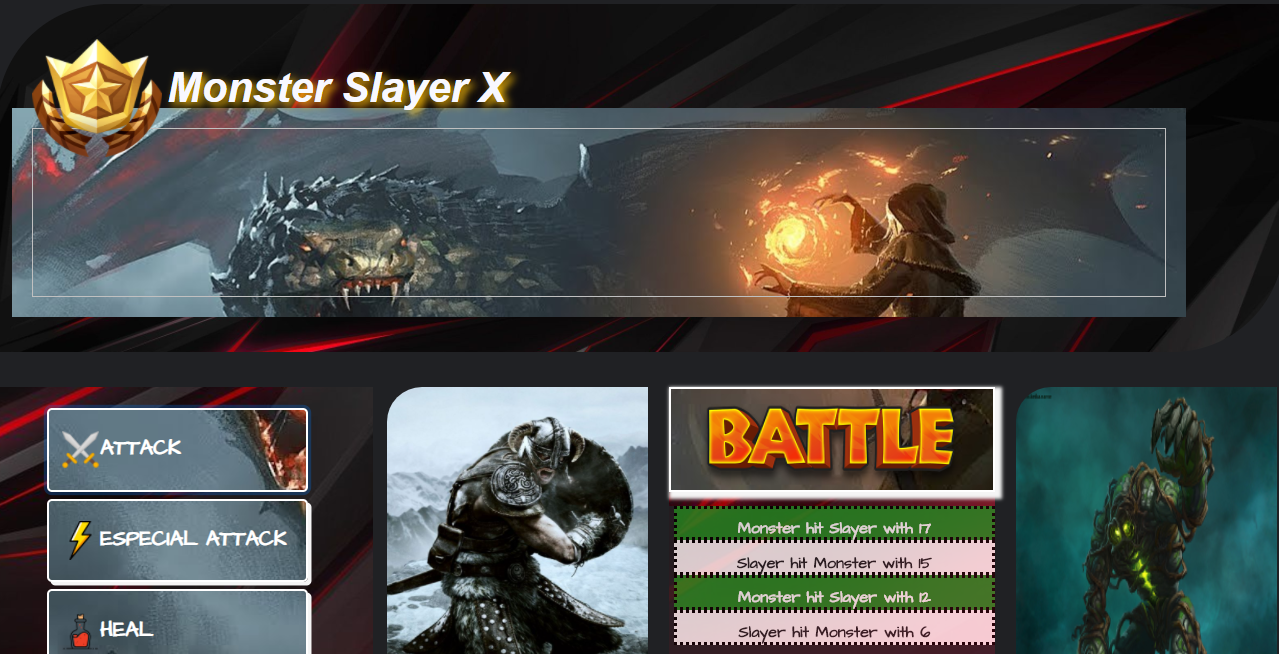 Monster Slayer X
ATTACK
ESPECIAL ATTACK
HEAL
BATTLE
Monster hit Slayer with 17
Slayer hit Monster with 15
Monster hit Slayer with 12
Slayer hit Monster with 6